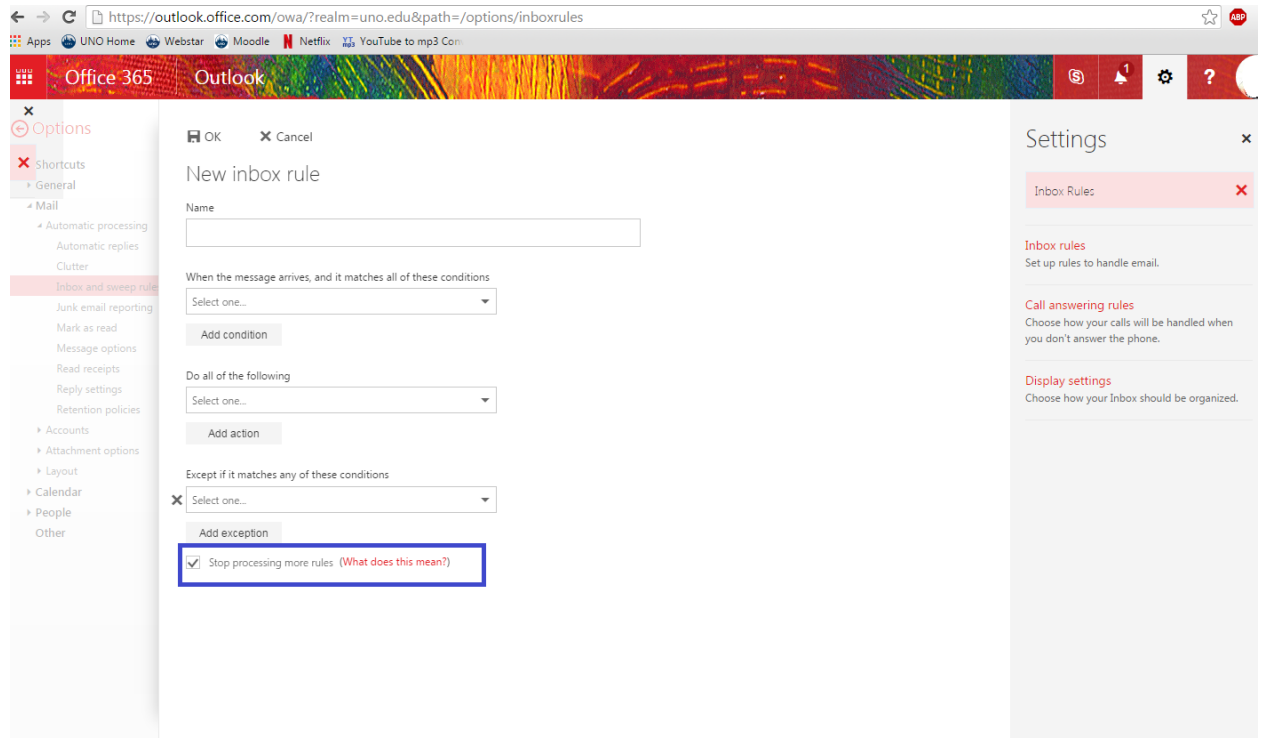 https://outlook.office.com/owa/?realm=uno.edu&path=/options/inboxrules
ABP
Apps UNO Home Webstar Moodle N Netflix YT mp3 YouTube to mp3 Con
Office 365 Outlook 1 ?
Options
Shortcuts
General
Mail
Automatic processing
Automatic replies
Clutter
Inbox and sweep rule
Junk email reporting
Mark as read
Message options
Read receipts
Reply settings
Retention policies
Accounts
Attachment options
Layout
Calendar
People
Other
OK Cancel
New inbox rule
Name
When the message arrives, and it matches all of these conditions
Select one...
Add condition
Do all of the following
Select one...
Add action
Except if it matches any of these conditions
Select one...
Add exception
Stop processing more rules (What does this mean?)
Settings
Inbox Rules
Inbox rules
Set up rules to handle email.
Call answering rules
Choose how your calls will be handled when
you don't answer the phone.
Display settings
Choose how your Inbox should be organized.